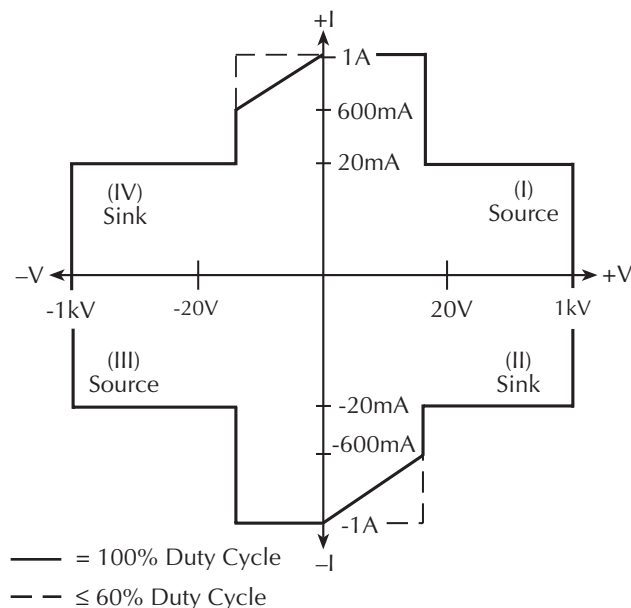 +I
1A
600mA
20mA
(IV)
Sink
(I)
Source
–V
+V
-1kV
-20V
20V
1kV
(III)
Source
(II)
Sink
-20mA
-600mA
-1A
–I
= 100% Duty Cycle
≤ 60% Duty Cycle